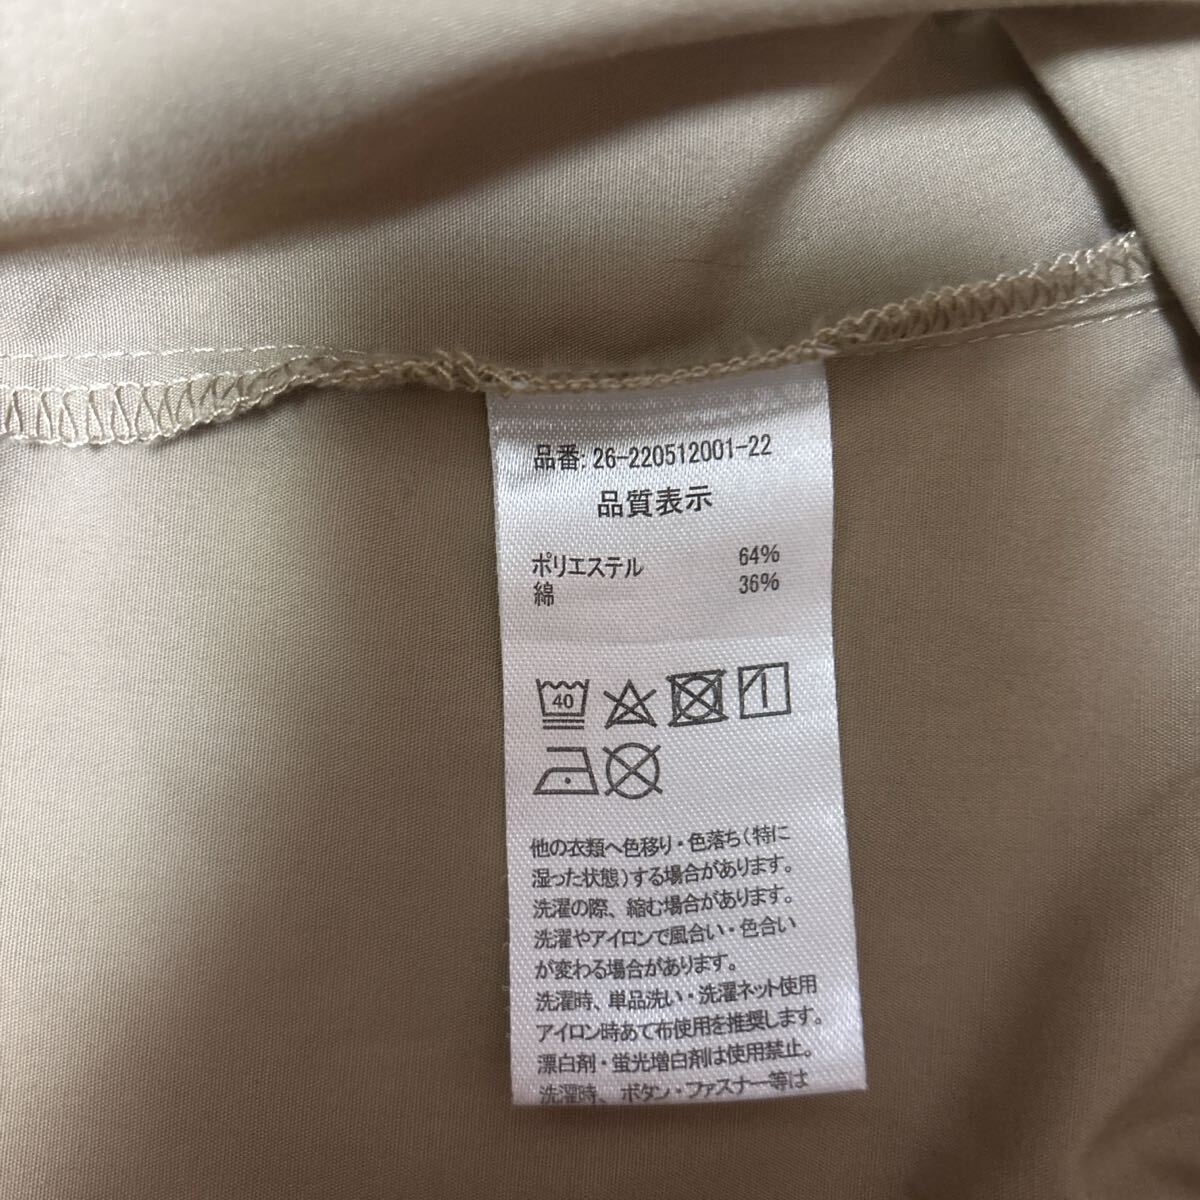 品番: 26-220512001-22
品質表示
ポリエステル 64%
綿 36%
40
他の衣類へ色移り・色落ち(特に
湿った状態)する場合があります。
洗濯の際、縮む場合があります。
洗濯やアイロンで風合い・色合い
が変わる場合があります。
洗濯時、単品洗い・洗濯ネット使用
アイロン時あて布使用を推奨します。
漂白剤・蛍光増白剤は使用禁止。
洗濯時、ボタン・ファスナー等は